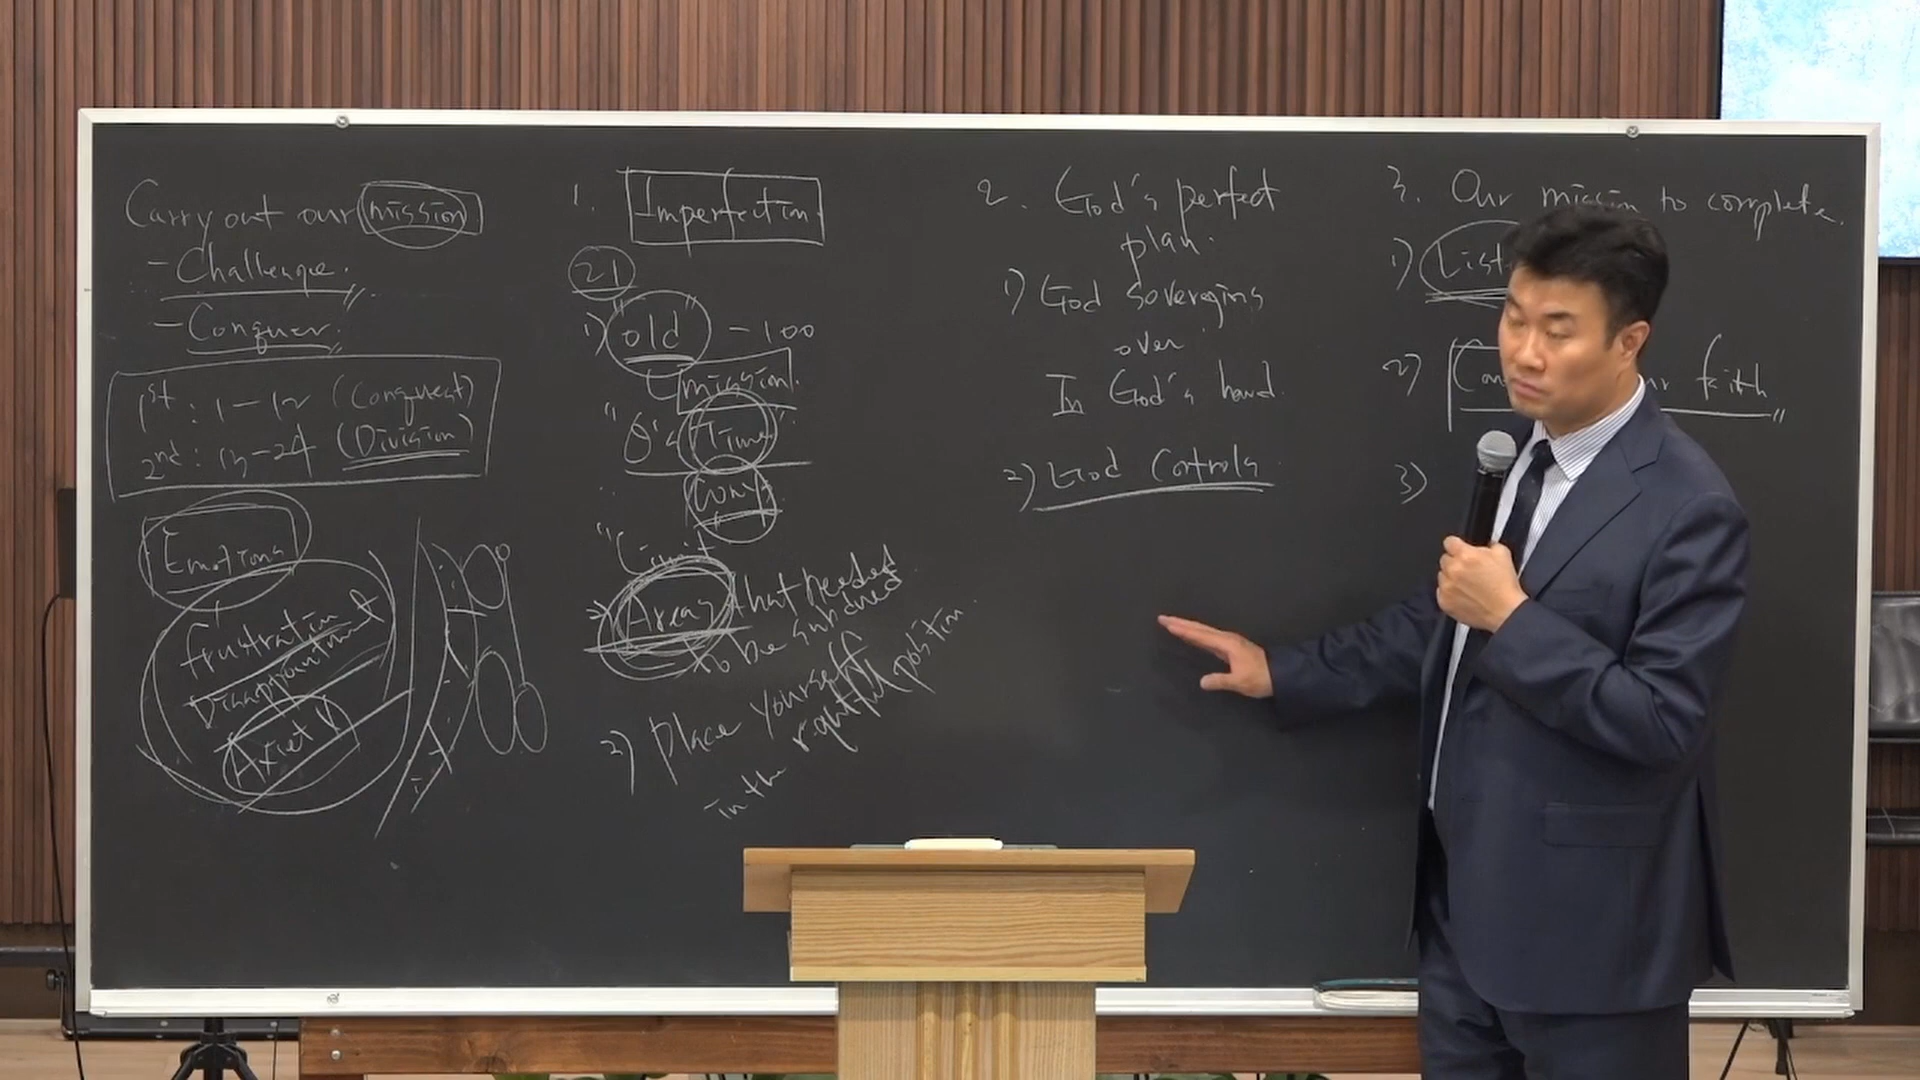 Carry out our mission
- Challenge.
- Conquer.
1st : 1-12 (Conquest)
2nd : 13-24 (Division)
Emotions
frustration
Disappointment
Axiety
1. Imperfection
21
1) "old" - 100
mission.
"θ's Time"
"Limit
2) Areas that needed
to be subdued
2) Place yourself
in the rightful position.
2. God's perfect
plan.
1) God sovereigns
over
In God's hand.
2) God Controls
3. Our mission to complete.
1) List
2) faith
3)